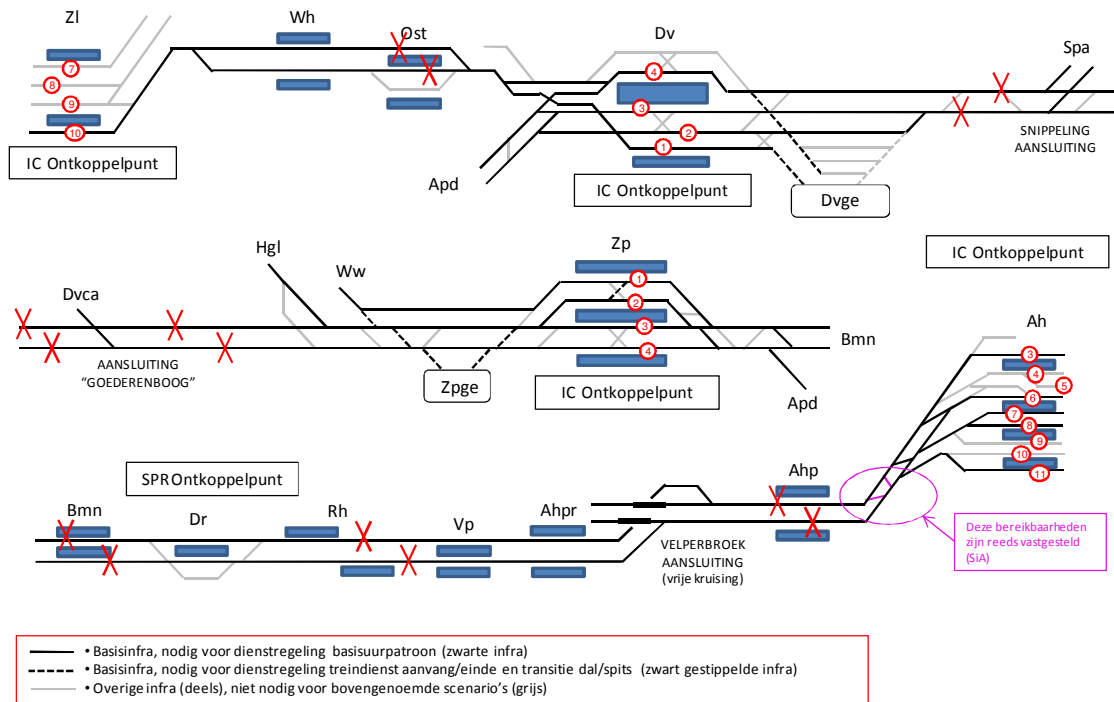 Zl
Wh
Ost
Dv
Spa
7
8
9
10
4
3
2
1
IC Ontkoppelpunt
Apd
IC Ontkoppelpunt
Dvge
SNIPPELING
AANSLUITING
Hgl
Ww
Zp
IC Ontkoppelpunt
Dvca
1
2
3
4
Bmn
AANSLUITING
“GOEDERENBOOG”
Zpge
IC Ontkoppelpunt
Apd
Ah
3
4
5
6
7
8
9
10
11
SPR Ontkoppelpunt
Bmn
Dr
Rh
Vp
Ahpr
Ahp
VELPERBROEK
AANSLUITING
(vrije kruising)
Deze bereikbaarheden
zijn reeds vastgesteld
(SiA)
• Basisinfra, nodig voor dienstregeling basisuurpatroon (zwarte infra)
• Basisinfra, nodig voor dienstregeling treindienst aanvang/einde en transitie dal/spits (zwart gestippelde infra)
• Overige infra (deels), niet nodig voor bovengenoemde scenario’s (grijs)